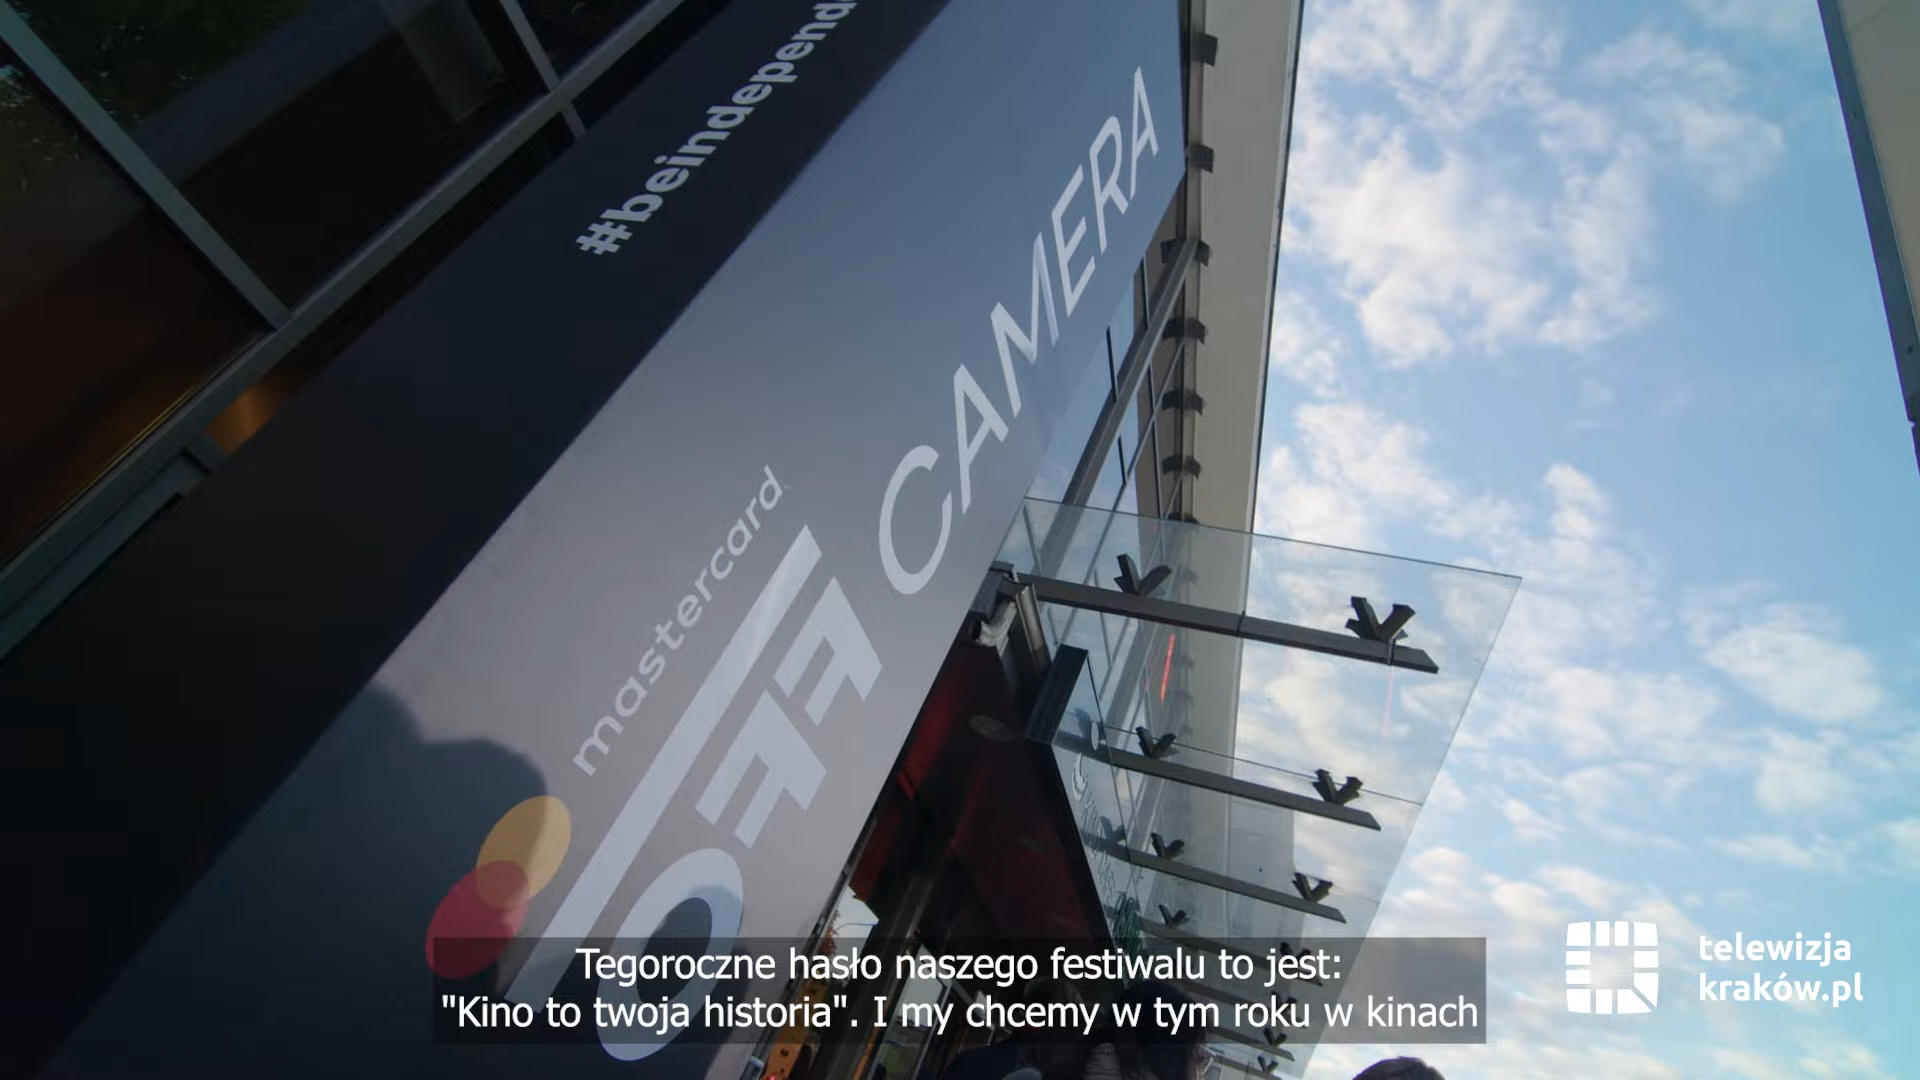 #beindepend
mastercard
OFF CAMERA
Tegoroczne hasło naszego festiwalu to jest:
"Kino to twoja historia". I my chcemy w tym roku w kinach
telewizja
kraków.pl